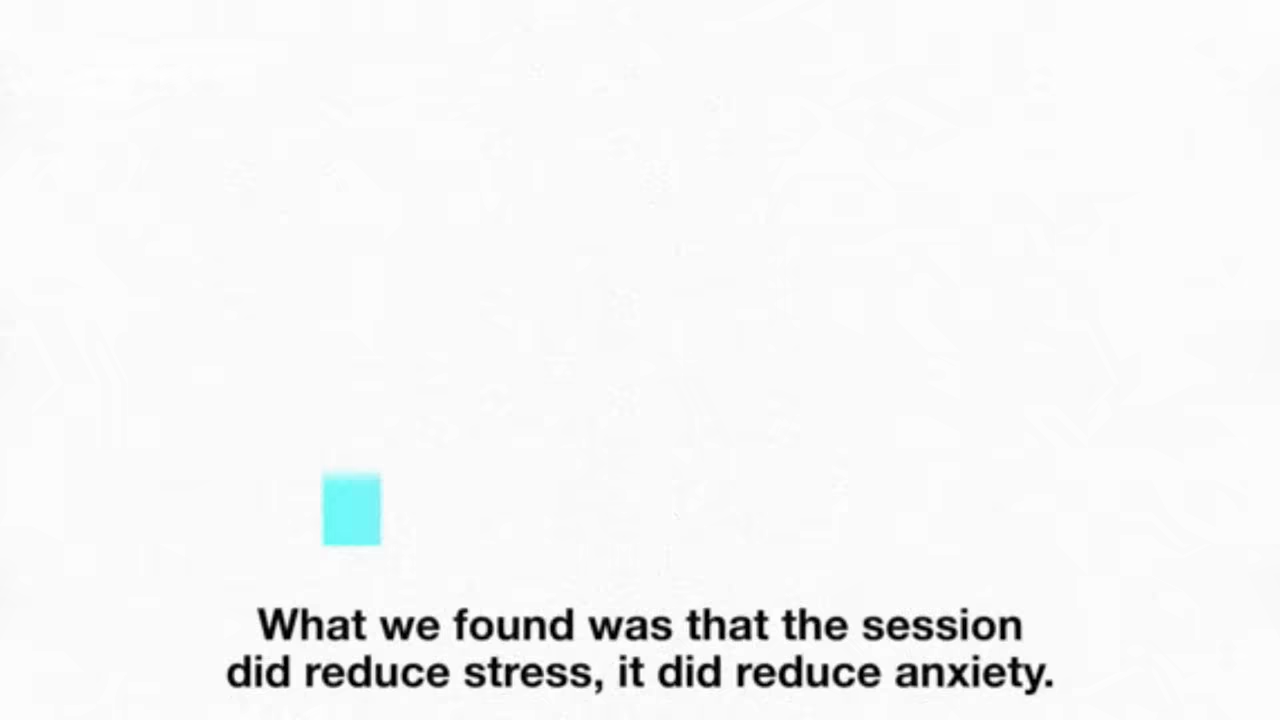 What we found was that the session
did reduce stress, it did reduce anxiety.